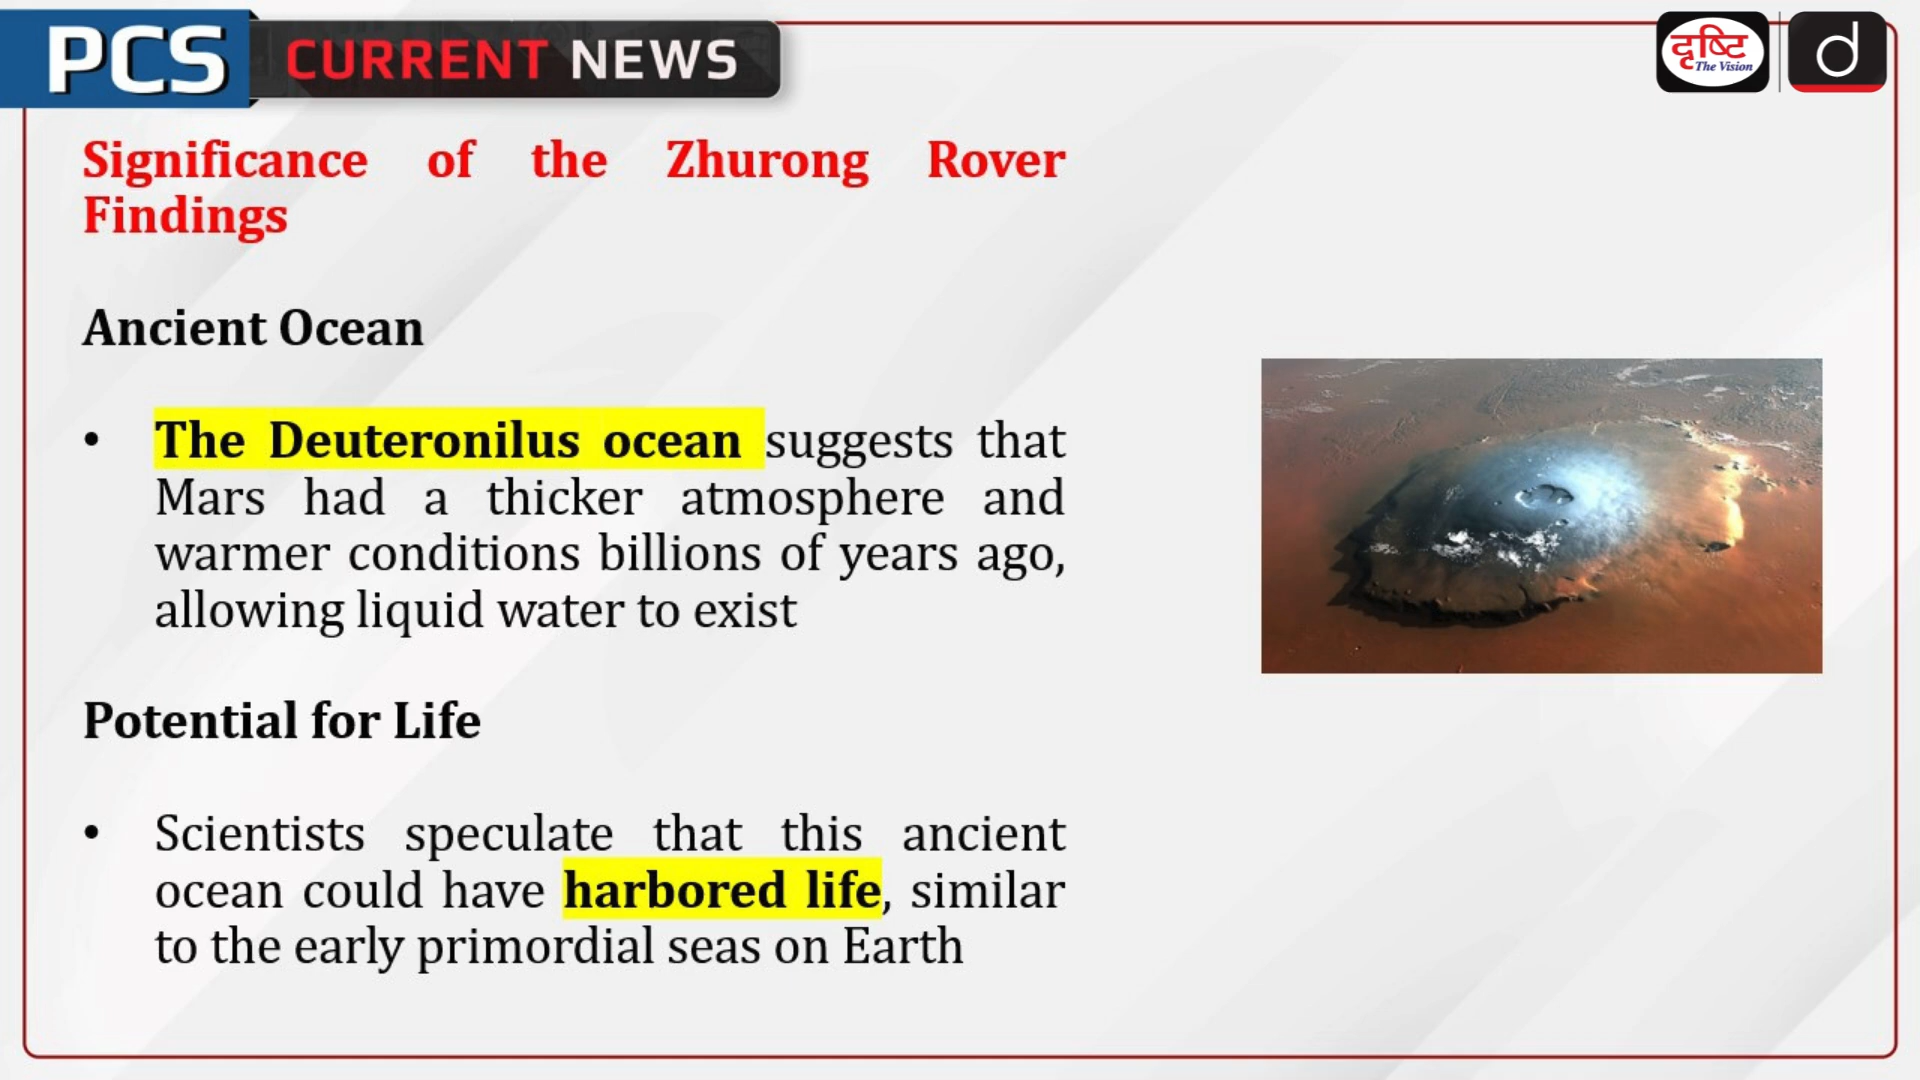 PCS CURRENT NEWS
दृष्टि
The Vision
d
Significance of the Zhurong Rover
Findings
Ancient Ocean
• The Deuteronilus ocean suggests that
Mars had a thicker atmosphere and
warmer conditions billions of years ago,
allowing liquid water to exist
Potential for Life
• Scientists speculate that this ancient
ocean could have harbored life, similar
to the early primordial seas on Earth